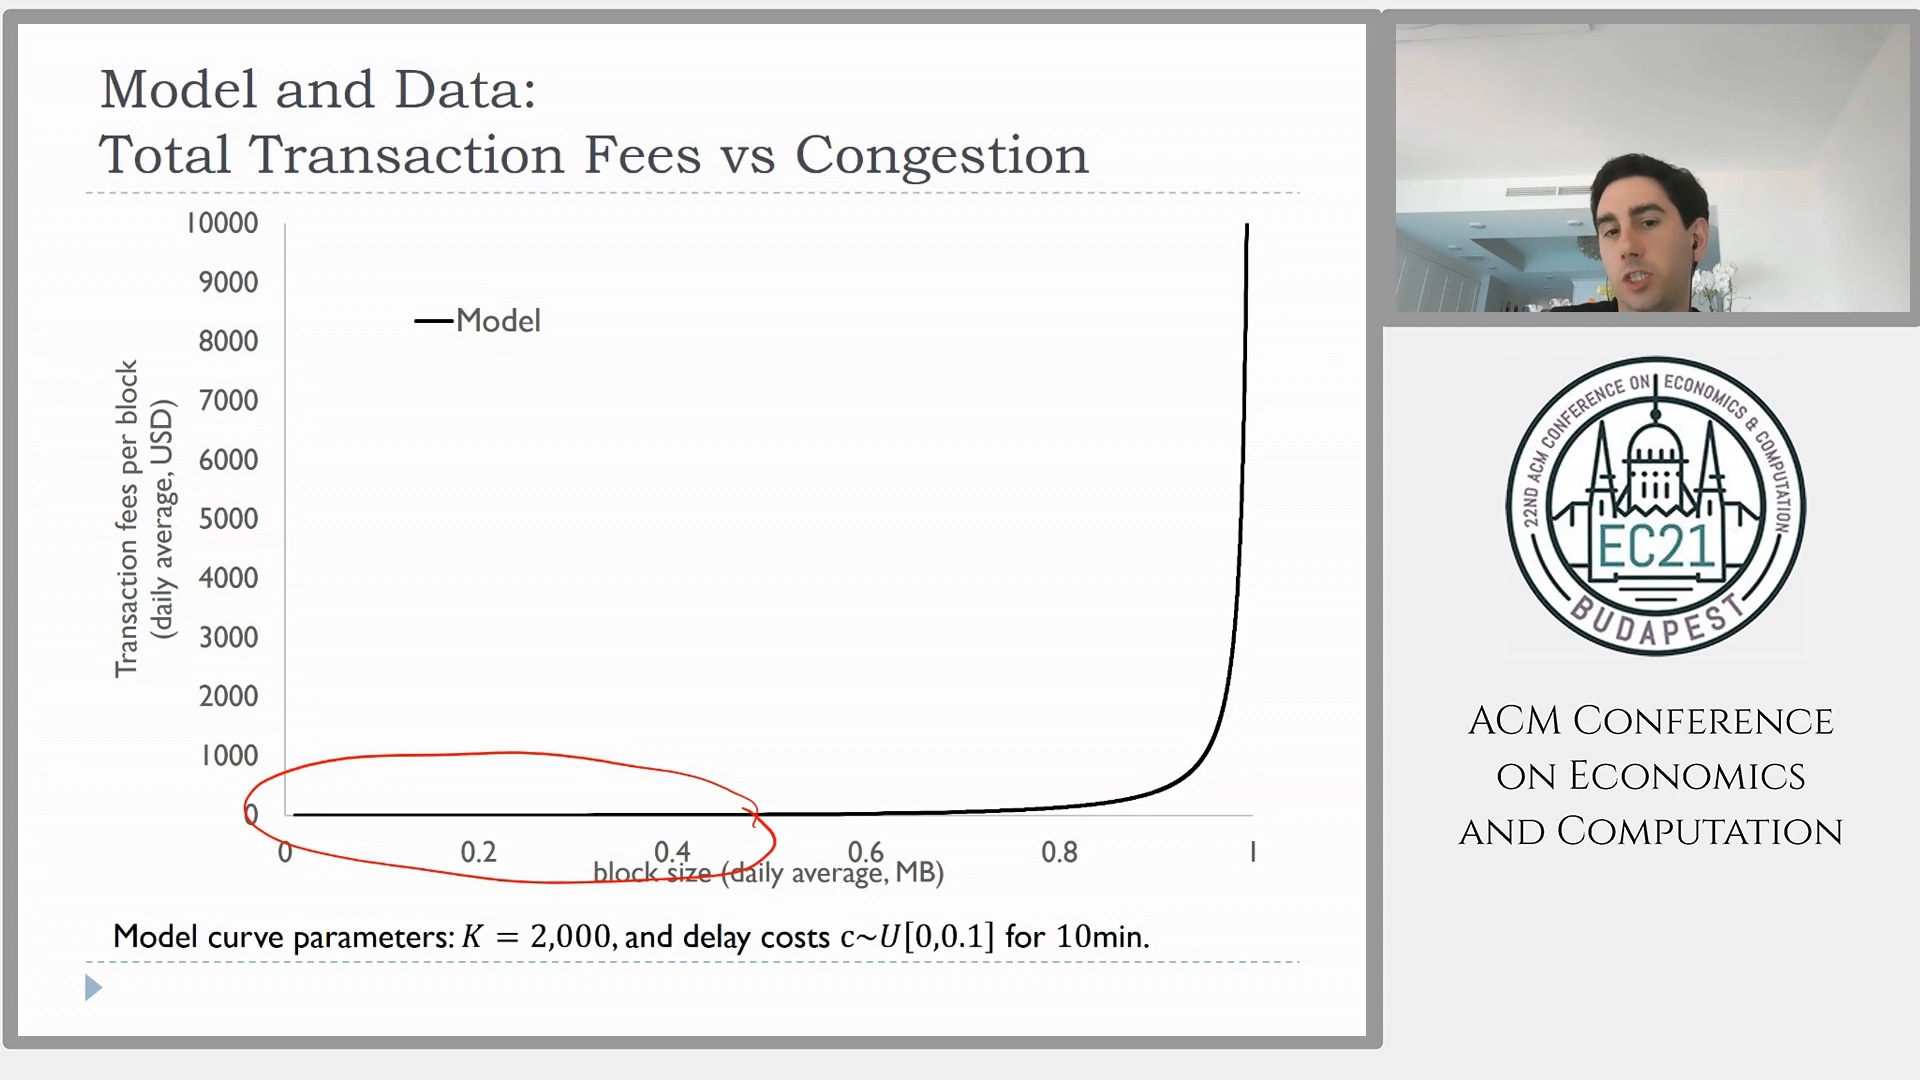 Model and Data:
Total Transaction Fees vs Congestion
10000
9000
8000
7000
6000
5000
4000
3000
2000
1000
0
Transaction fees per block
(daily average, USD)
Model
0 0.2 0.4 0.6 0.8 1
block size (daily average, MB)
Model curve parameters: K = 2,000, and delay costs c~U[0,0.1] for 10min.
22ND ACM CONFERENCE ON ECONOMICS & COMPUTATION
EC21
BUDAPEST
ACM CONFERENCE
ON ECONOMICS
AND COMPUTATION